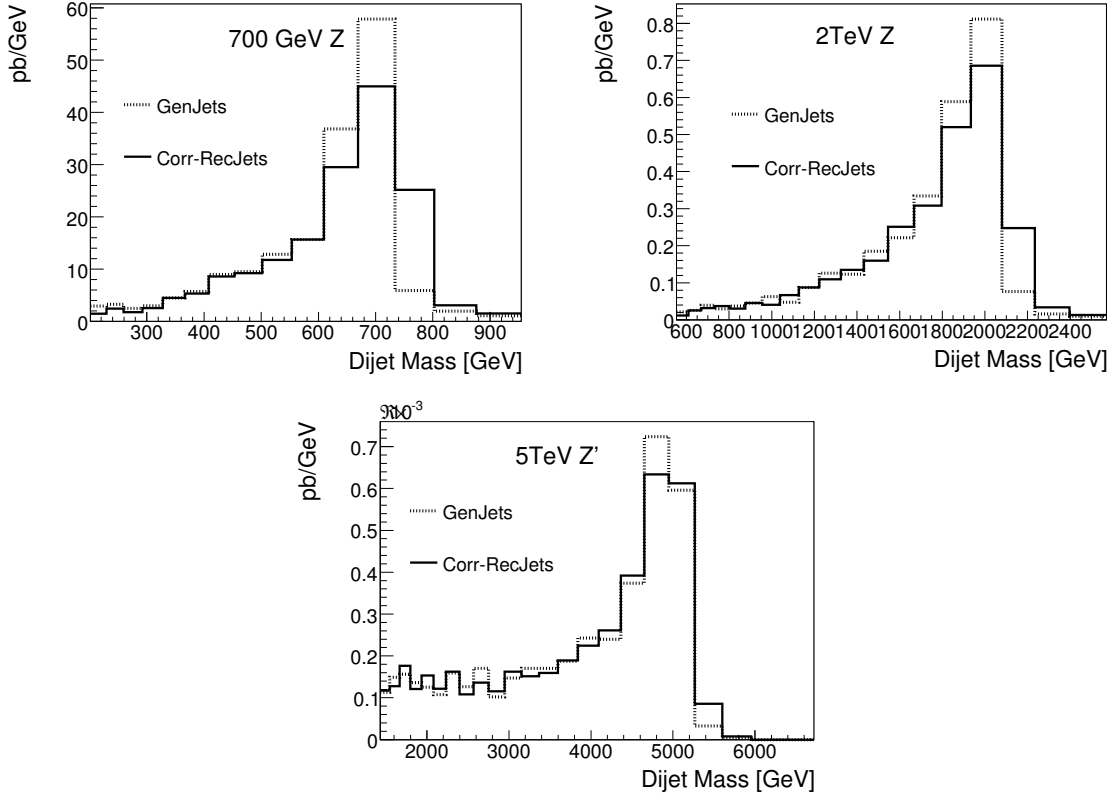 60
50
40
30
20
10
0
pb/GeV
700 GeV Z
GenJets
Corr-RecJets
300 400 500 600 700 800 900
Dijet Mass [GeV]
0.8
0.7
0.6
0.5
0.4
0.3
0.2
0.1
0
pb/GeV
2TeV Z
GenJets
Corr-RecJets
600 800 1000 1200 1400 1600 1800 2000 2200 2400
Dijet Mass [GeV]
10-3
0.7
0.6
0.5
0.4
0.3
0.2
0.1
0
pb/GeV
5TeV Z'
GenJets
Corr-RecJets
2000 3000 4000 5000 6000
Dijet Mass [GeV]